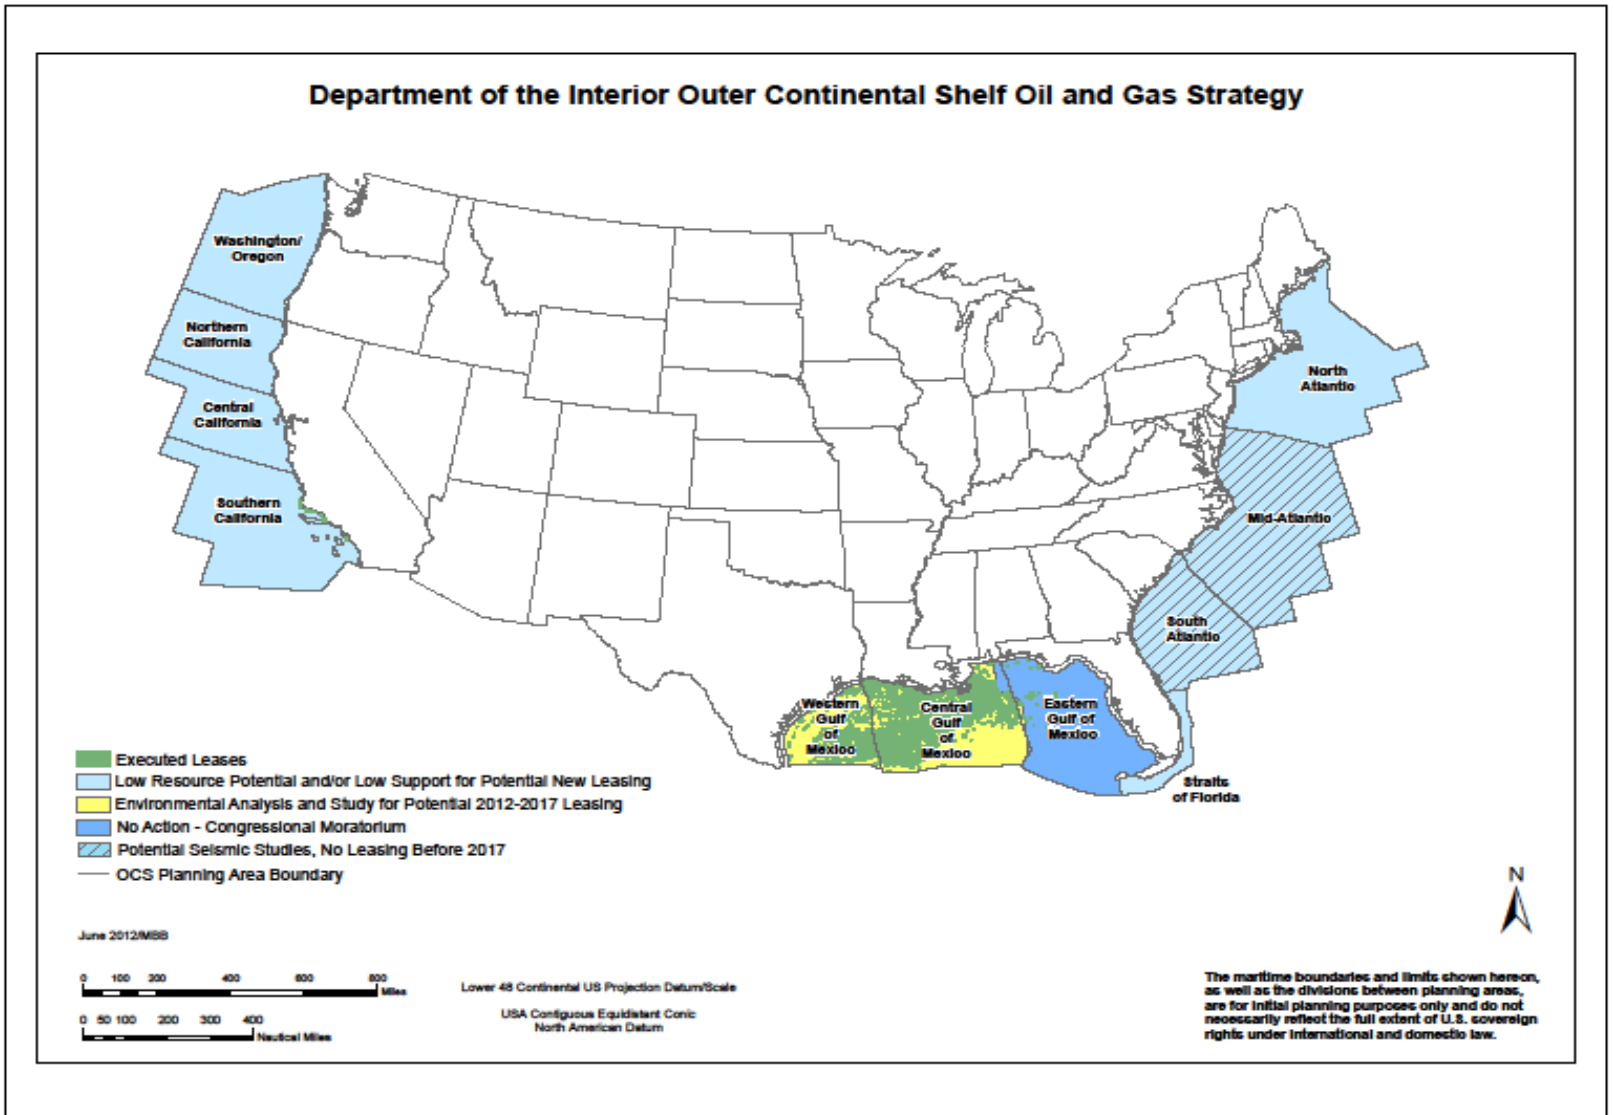 Department of the Interior Outer Continental Shelf Oil and Gas Strategy
Washington/
Oregon
Northern
California
Central
California
Southern
California
North
Atlantic
Mid-Atlantic
South
Atlantic
Western
Gulf
of
Mexico
Central
Gulf
of
Mexico
Eastern
Gulf of
Mexico
Straits
of Florida
Executed Leases
Low Resource Potential and/or Low Support for Potential New Leasing
Environmental Analysis and Study for Potential 2012-2017 Leasing
No Action - Congressional Moratorium
Potential Seismic Studies, No Leasing Before 2017
OCS Planning Area Boundary
N
June 2012/MBB
0 100 200 400 600 800
Miles
0 50 100 200 300 400
Nautical Miles
Lower 48 Continental US Projection Datum/Scale
USA Contiguous Equidistant Conic
North American Datum
The maritime boundaries and limits shown hereon,
as well as the divisions between planning areas,
are for initial planning purposes only and do not
necessarily reflect the full extent of U.S. sovereign
rights under international and domestic law.